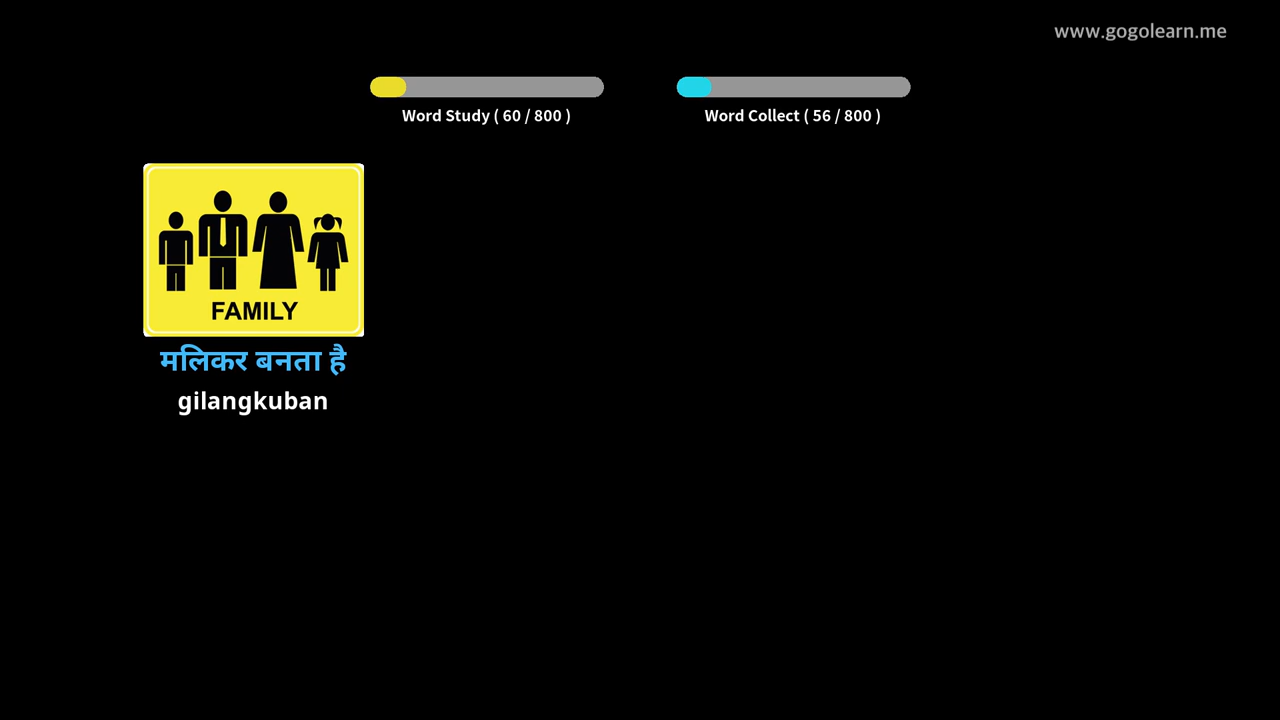 www.gogolearn.me
Word Study ( 60 / 800 )
Word Collect ( 56 / 800 )
FAMILY
मलिकर बनता है
gilangkuban